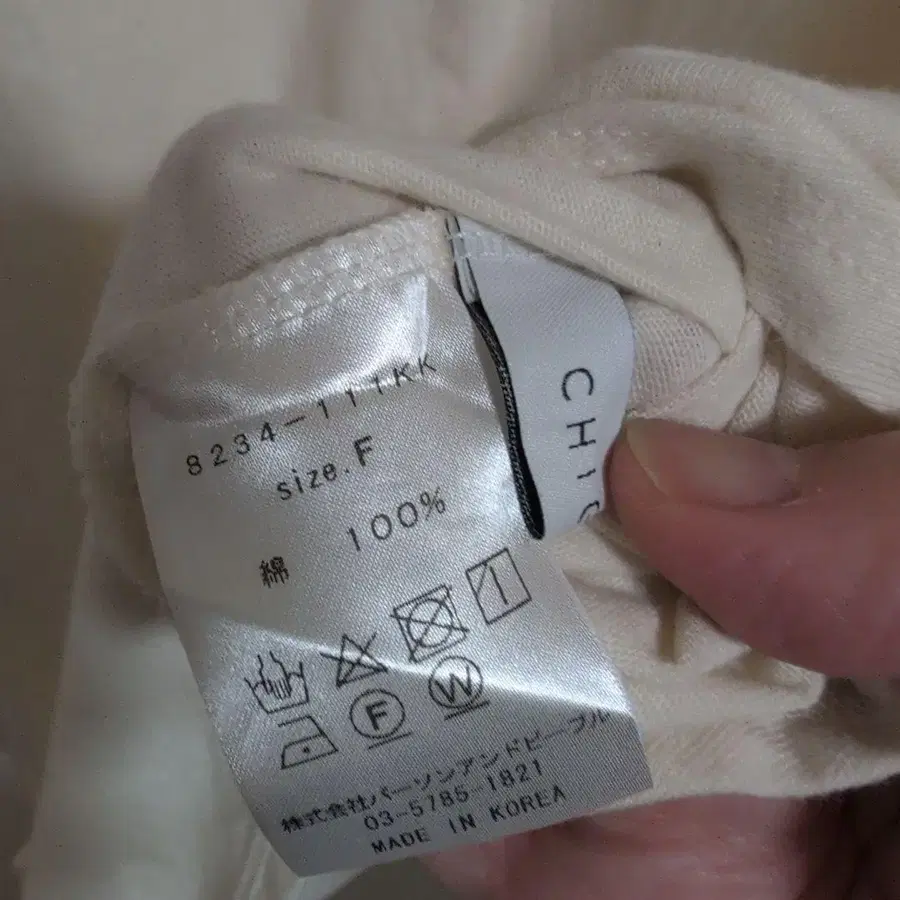 8234-111KK
size.F
綿 100%
F W
株式会社パーソンアンドピープル
03-5785-1821
MADE IN KOREA